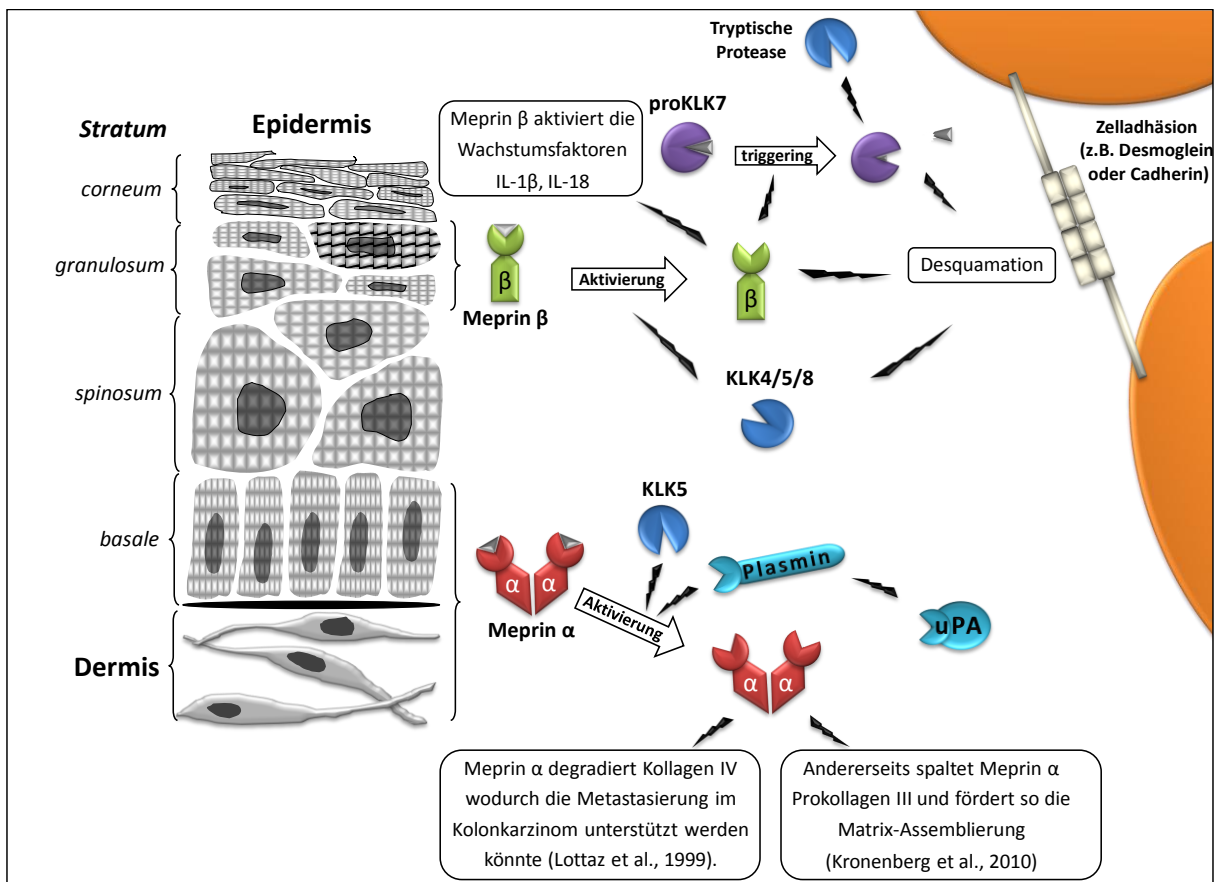 Stratum
Epidermis
corneum
granulosum
spinosum
basale
Dermis
Meprin β aktiviert die
Wachstumsfaktoren
IL-1β, IL-18
proKLK7
triggering
Tryptische
Protease
Zelladhäsion
(z.B. Desmoglein
oder Cadherin)
β
Meprin β
Aktivierung
β
Desquamation
KLK4/5/8
KLK5
α α
Meprin α
Aktivierung
Plasmin
uPA
α α
Meprin α degradiert Kollagen IV
wodurch die Metastasierung im
Kolonkarzinom unterstützt werden
könnte (Lottaz et al., 1999).
Andererseits spaltet Meprin α
Prokollagen III und fördert so die
Matrix-Assemblierung
(Kronenberg et al., 2010)